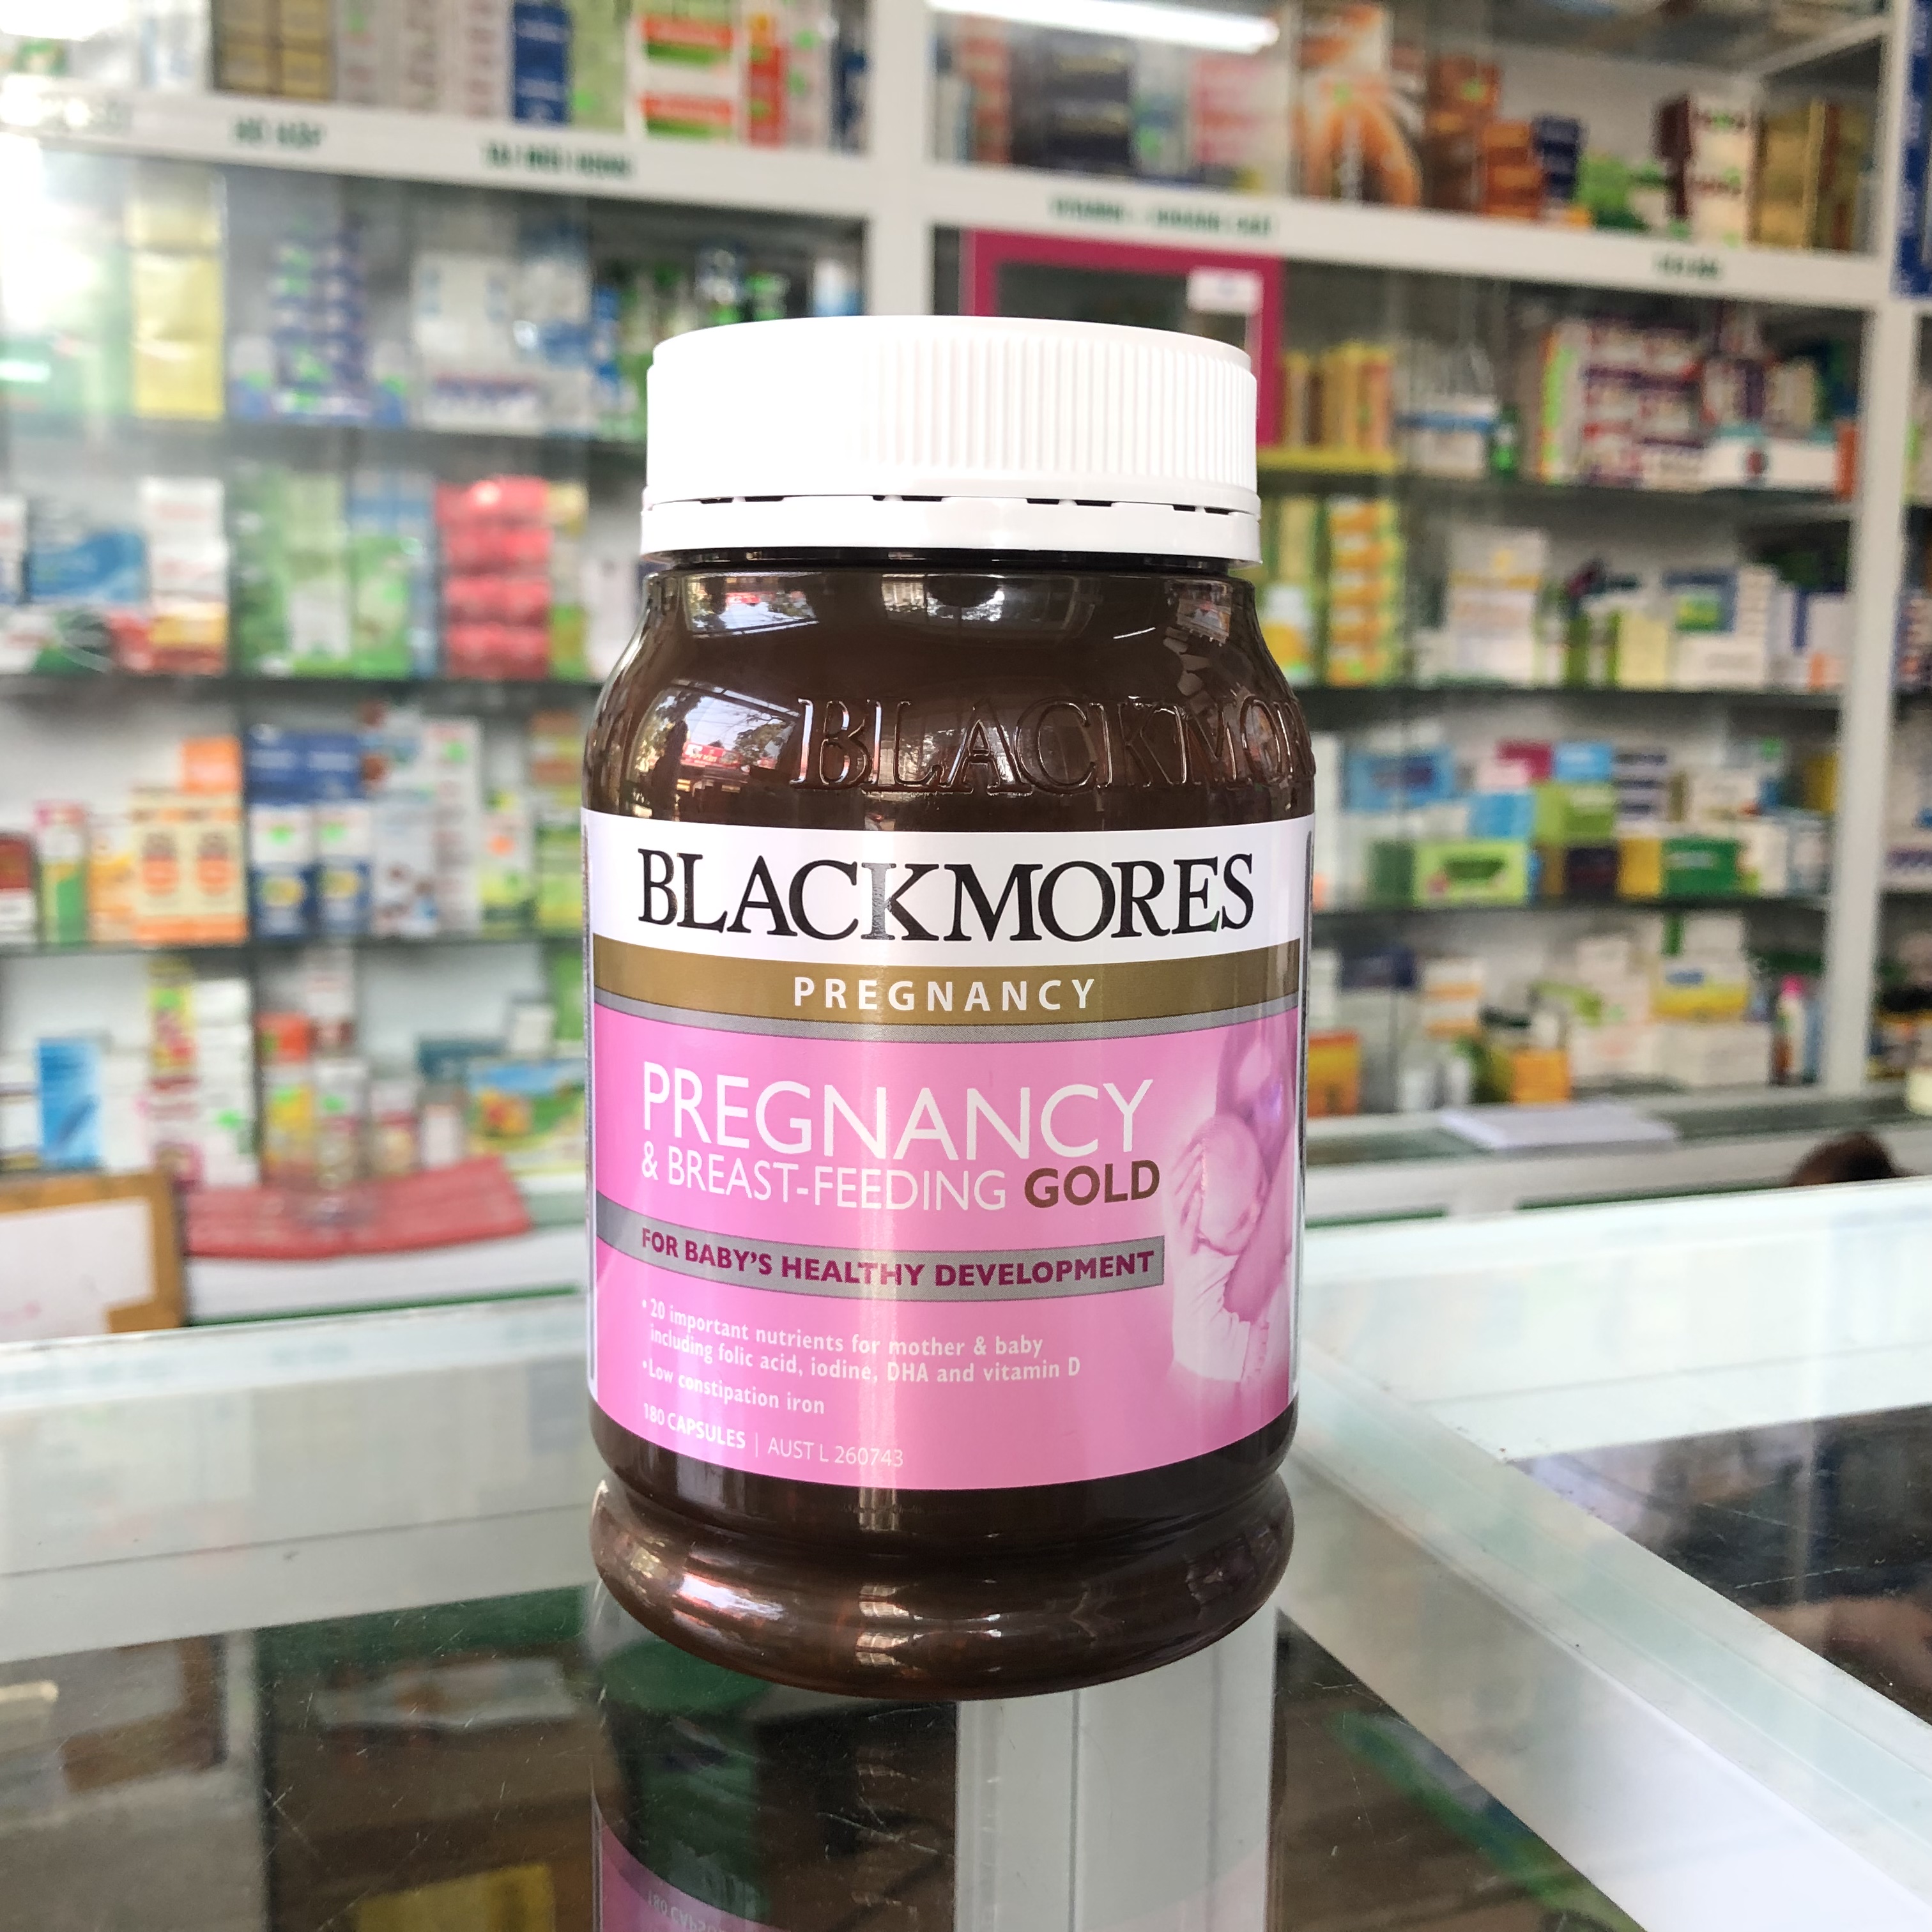 BLACKMORES
PREGNANCY
PREGNANCY
& BREAST-FEEDING GOLD
FOR BABY'S HEALTHY DEVELOPMENT
• 20 important nutrients for mother & baby
including folic acid, iodine, DHA and vitamin D
• Low constipation iron
180 CAPSULES | AUST L 260743